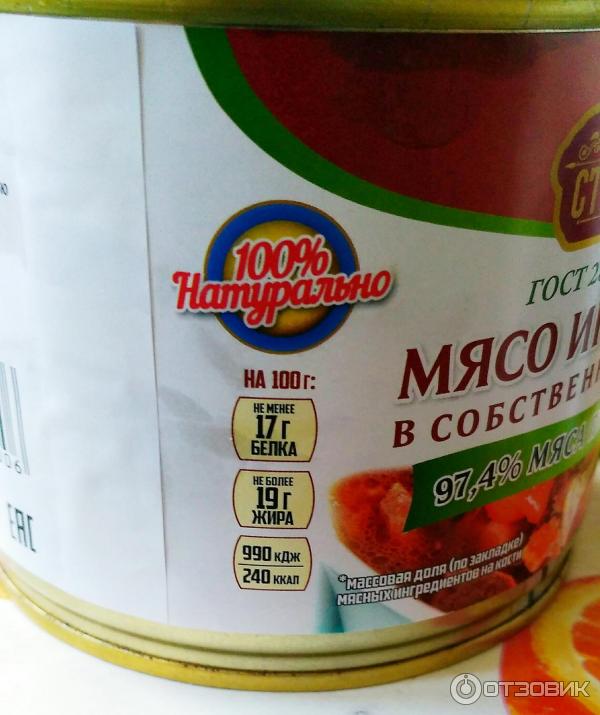 100%
Натурально
НА 100 г:
НЕ МЕНЕЕ
17 г
БЕЛКА
НЕ БОЛЕЕ
19 г
ЖИРА
990 кДж
240 ккал
ГОСТ
МЯСО
В СОБСТВЕН
97,4% МЯСА
*массовая доля (по закладке)
мясных ингредиентов на кости
ЕАС
ОТЗОВИК